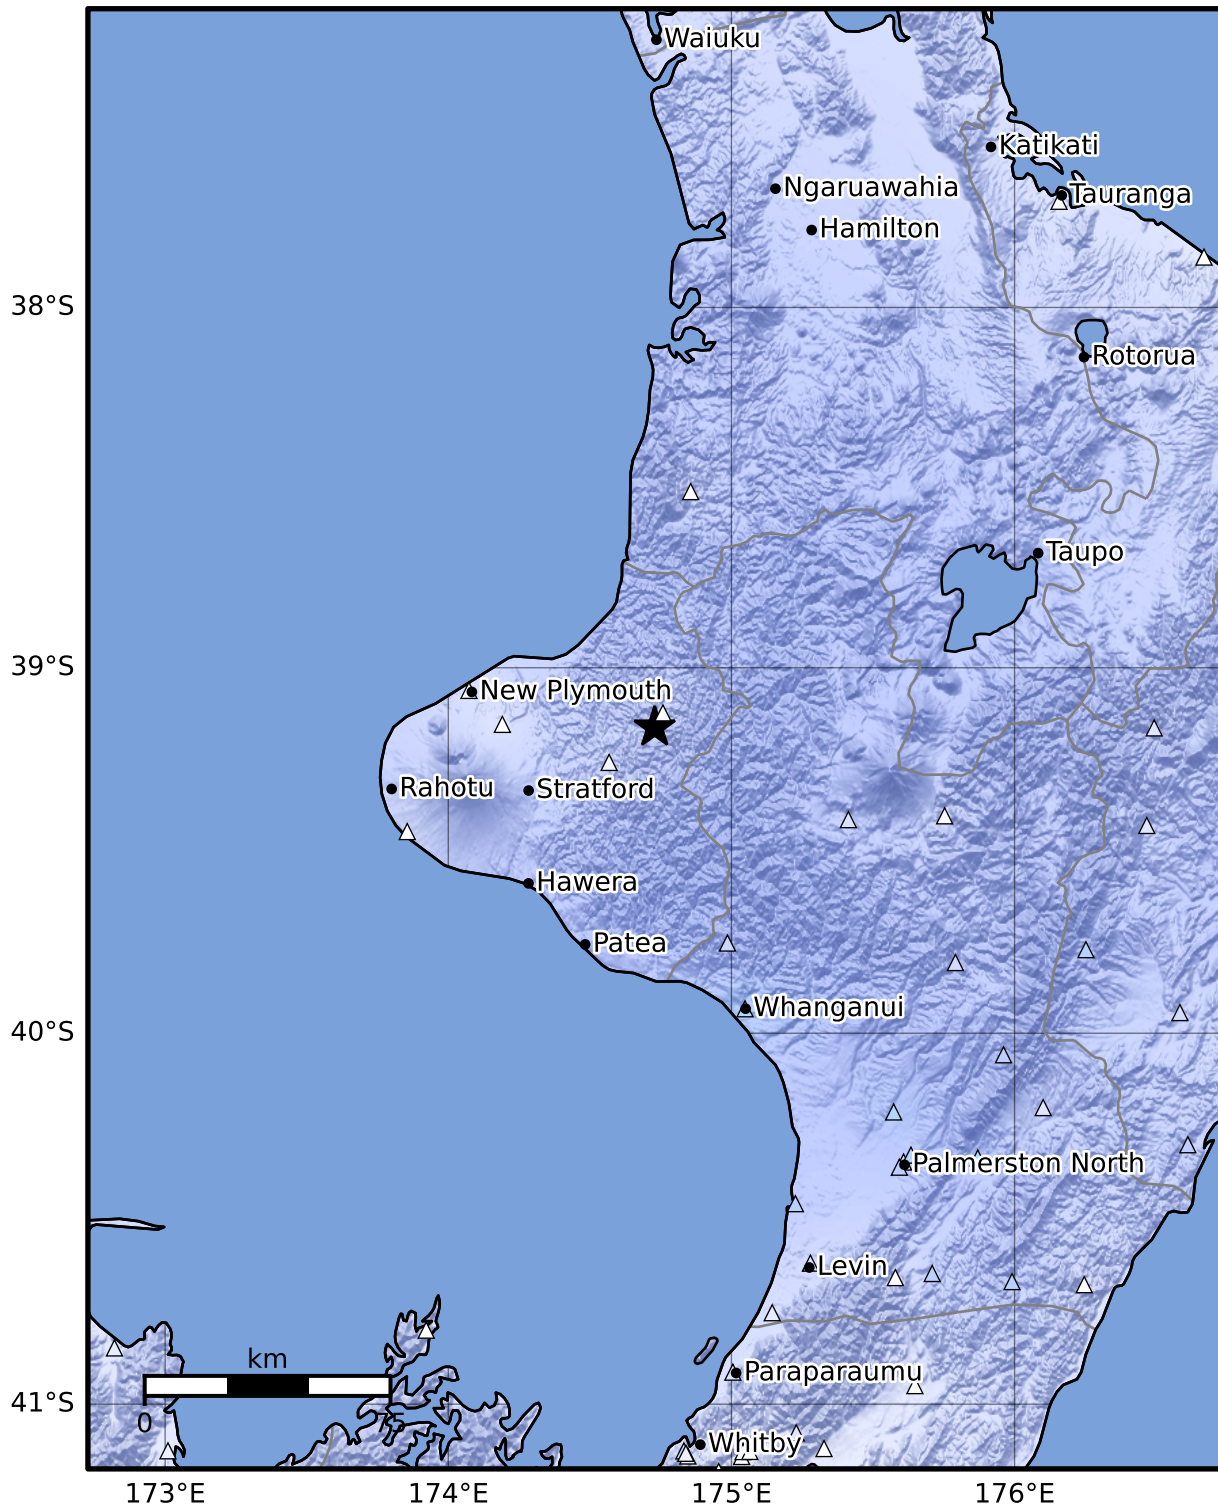 Waiuku
Katikati
Ngaruawahia
Tauranga
Hamilton
38°S
Rotorua
Taupo
39°S
New Plymouth
Rahotu
Stratford
Hawera
Patea
Whanganui
40°S
Palmerston North
Levin
km
Paraparaumu
41°S
0
Whitby
173°E
174°E
175°E
176°E